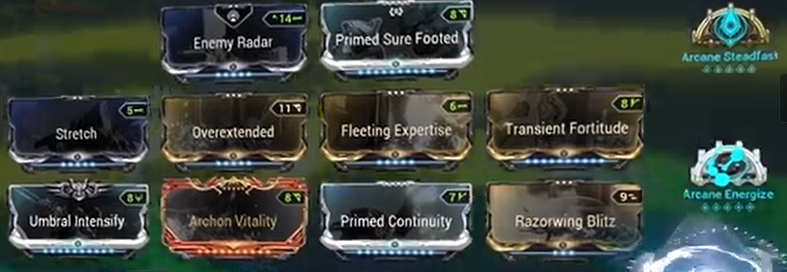 14
Enemy Radar
8
Primed Sure Footed
Arcane Steadfast
5
Stretch
11
Overextended
6
Fleeting Expertise
8
Transient Fortitude
8
Umbral Intensify
8
Archon Vitality
7
Primed Continuity
9
Razorwing Blitz
Arcane Energize